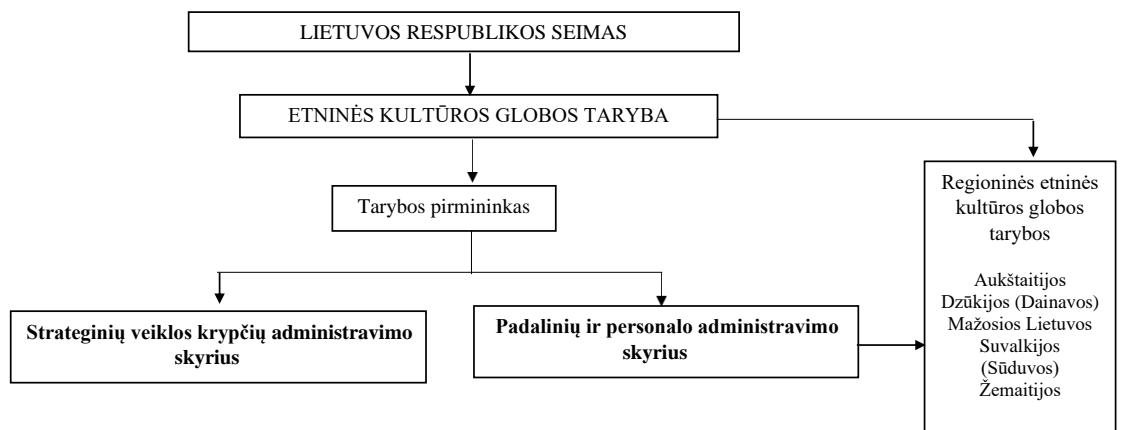 LIETUVOS RESPUBLIKOS SEIMAS
ETNINĖS KULTŪROS GLOBOS TARYBA
Tarybos pirmininkas
Strateginių veiklos krypčių administravimo
skyrius
Padalinių ir personalo administravimo
skyrius
Regioninės etninės
kultūros globos
tarybos
Aukštaitijos
Dzūkijos (Dainavos)
Mažosios Lietuvos
Suvalkijos
(Sūduvos)
Žemaitijos